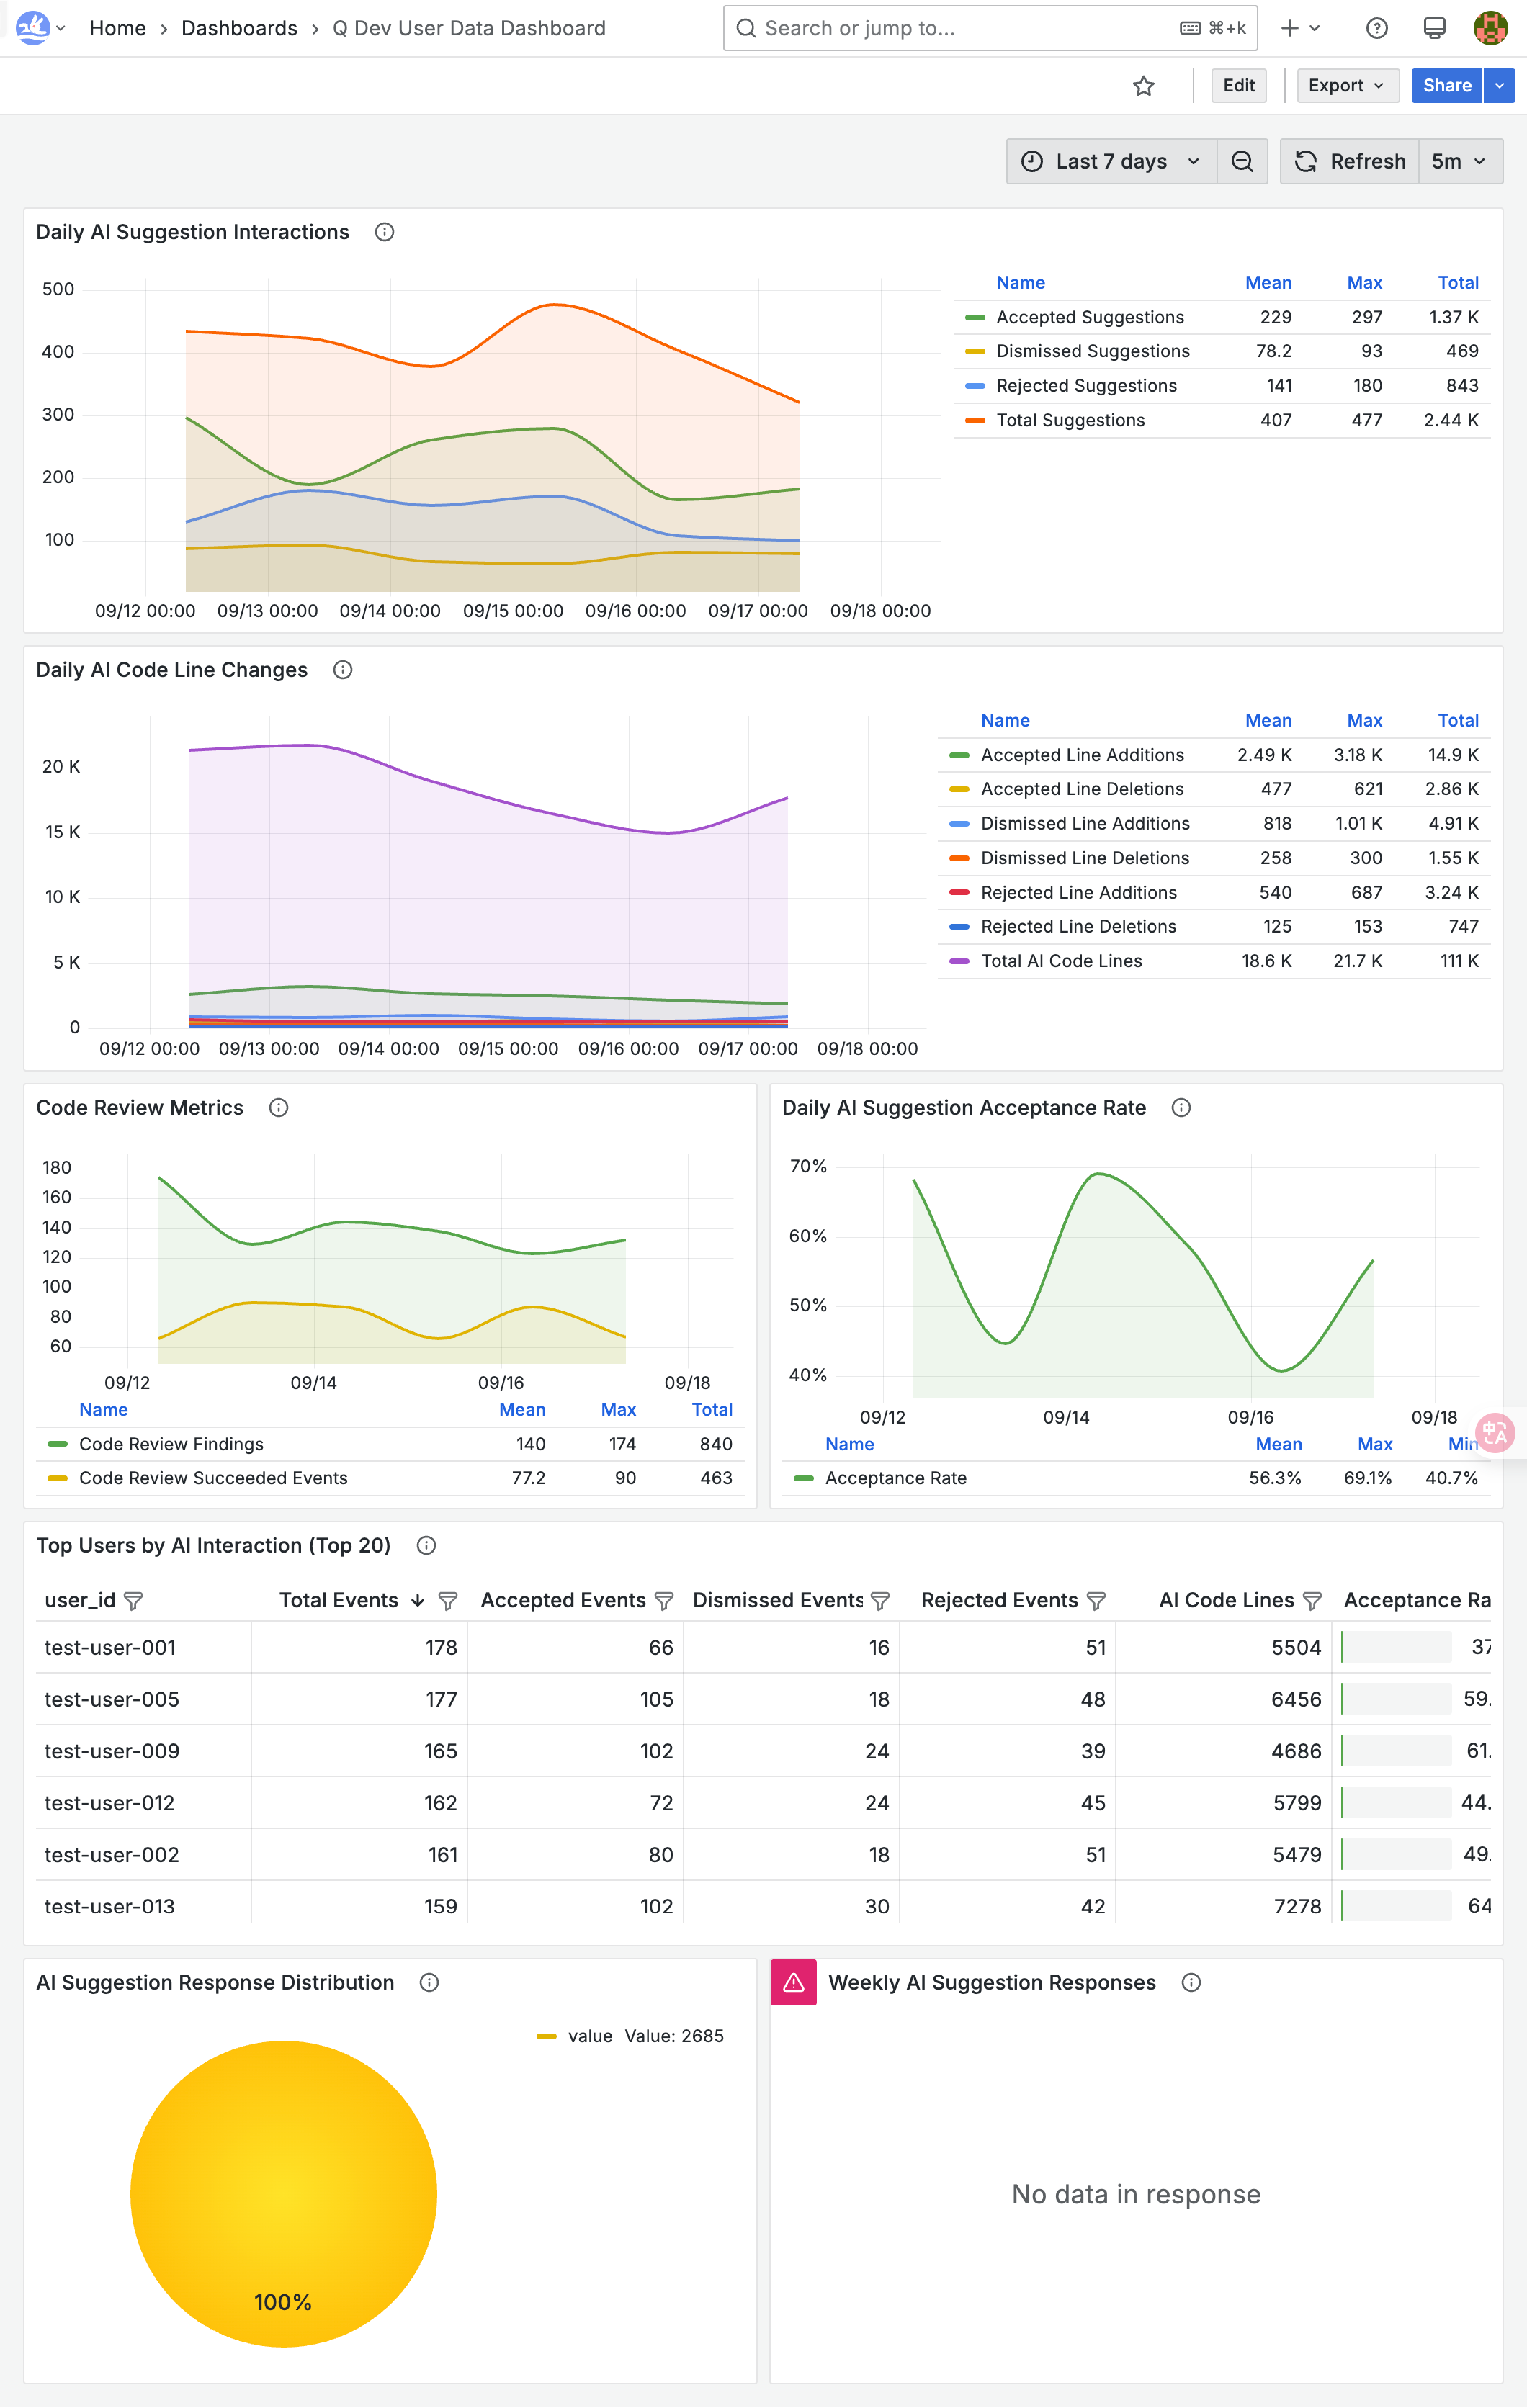 Home › Dashboards › Q Dev User Data Dashboard
Search or jump to... ⌘+k
Edit
Export
Share
Last 7 days
Refresh
5m
Daily AI Suggestion Interactions
500
400
300
200
100
09/12 00:00 09/13 00:00 09/14 00:00 09/15 00:00 09/16 00:00 09/17 00:00 09/18 00:00
Name Mean Max Total
Accepted Suggestions 229 297 1.37 K
Dismissed Suggestions 78.2 93 469
Rejected Suggestions 141 180 843
Total Suggestions 407 477 2.44 K
Daily AI Code Line Changes
20 K
15 K
10 K
5 K
0
09/12 00:00 09/13 00:00 09/14 00:00 09/15 00:00 09/16 00:00 09/17 00:00 09/18 00:00
Name Mean Max Total
Accepted Line Additions 2.49 K 3.18 K 14.9 K
Accepted Line Deletions 477 621 2.86 K
Dismissed Line Additions 818 1.01 K 4.91 K
Dismissed Line Deletions 258 300 1.55 K
Rejected Line Additions 540 687 3.24 K
Rejected Line Deletions 125 153 747
Total AI Code Lines 18.6 K 21.7 K 111 K
Code Review Metrics
180
160
140
120
100
80
60
09/12 09/14 09/16 09/18
Name Mean Max Total
Code Review Findings 140 174 840
Code Review Succeeded Events 77.2 90 463
Daily AI Suggestion Acceptance Rate
70%
60%
50%
40%
09/12 09/14 09/16 09/18
Name Mean Max Min
Acceptance Rate 56.3% 69.1% 40.7%
中A
Top Users by AI Interaction (Top 20)
user_id Total Events Accepted Events Dismissed Events Rejected Events AI Code Lines Acceptance Ra
test-user-001 178 66 16 51 5504 37
test-user-005 177 105 18 48 6456 59.
test-user-009 165 102 24 39 4686 61.
test-user-012 162 72 24 45 5799 44.
test-user-002 161 80 18 51 5479 49.
test-user-013 159 102 30 42 7278 64
AI Suggestion Response Distribution
value Value: 2685
100%
Weekly AI Suggestion Responses
No data in response